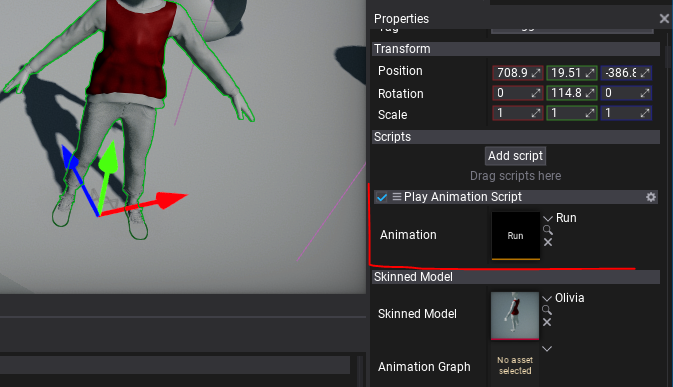 Properties
Transform
Position 708.9 19.51 -386.8
Rotation 0 114.8 0
Scale 1 1 1
Scripts
Add script
Drag scripts here
Play Animation Script
Animation Run Run
Skinned Model
Skinned Model Olivia
Animation Graph No asset
selected